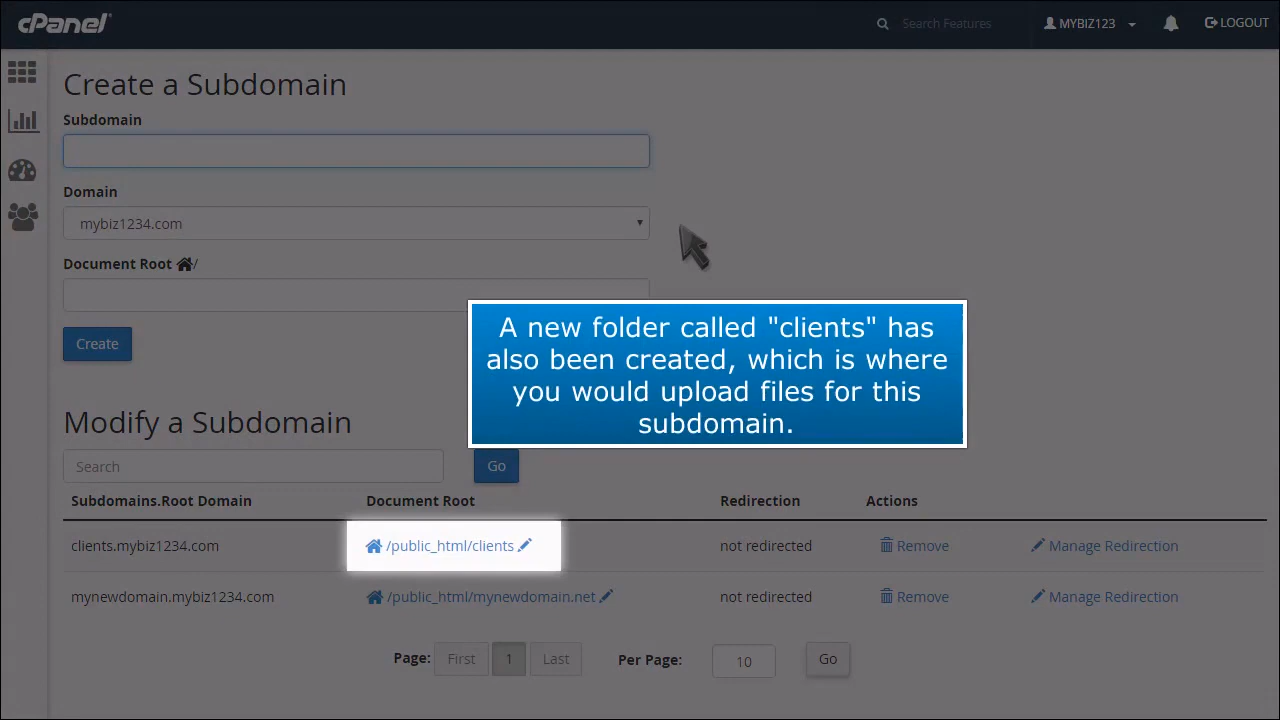 cPanel
Search Features
MYBIZ123
LOGOUT
Create a Subdomain
Subdomain
Domain
mybiz1234.com
Document Root /
Create
A new folder called "clients" has
also been created, which is where
you would upload files for this
subdomain.
Modify a Subdomain
Search
Go
Subdomains.Root Domain Document Root Redirection Actions
clients.mybiz1234.com /public_html/clients not redirected Remove Manage Redirection
mynewdomain.mybiz1234.com /public_html/mynewdomain.net not redirected Remove Manage Redirection
Page: First 1 Last Per Page: 10 Go